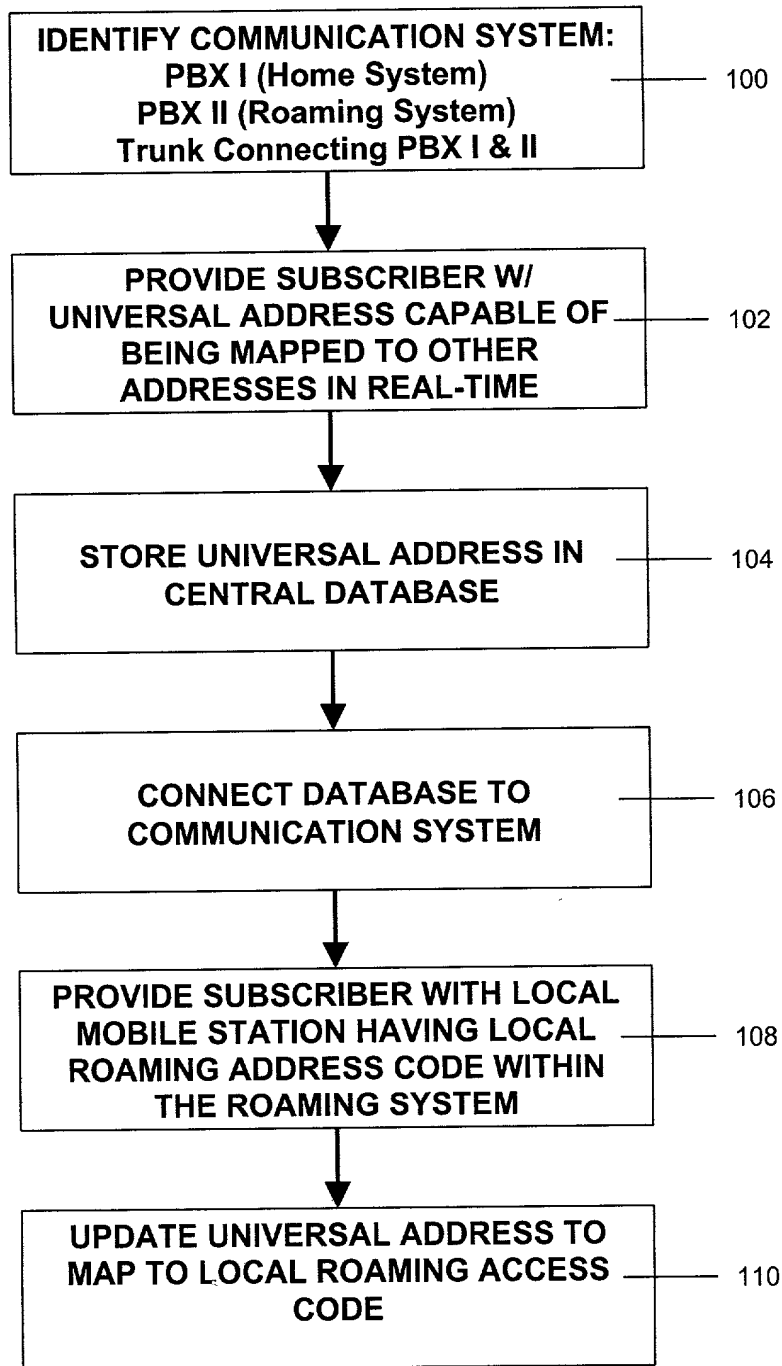 IDENTIFY COMMUNICATION SYSTEM:
PBX I (Home System)
PBX II (Roaming System)
Trunk Connecting PBX I & II
100
PROVIDE SUBSCRIBER W/
UNIVERSAL ADDRESS CAPABLE OF
BEING MAPPED TO OTHER
ADDRESSES IN REAL-TIME
102
STORE UNIVERSAL ADDRESS IN
CENTRAL DATABASE
104
CONNECT DATABASE TO
COMMUNICATION SYSTEM
106
PROVIDE SUBSCRIBER WITH LOCAL
MOBILE STATION HAVING LOCAL
ROAMING ADDRESS CODE WITHIN
THE ROAMING SYSTEM
108
UPDATE UNIVERSAL ADDRESS TO
MAP TO LOCAL ROAMING ACCESS
CODE
110